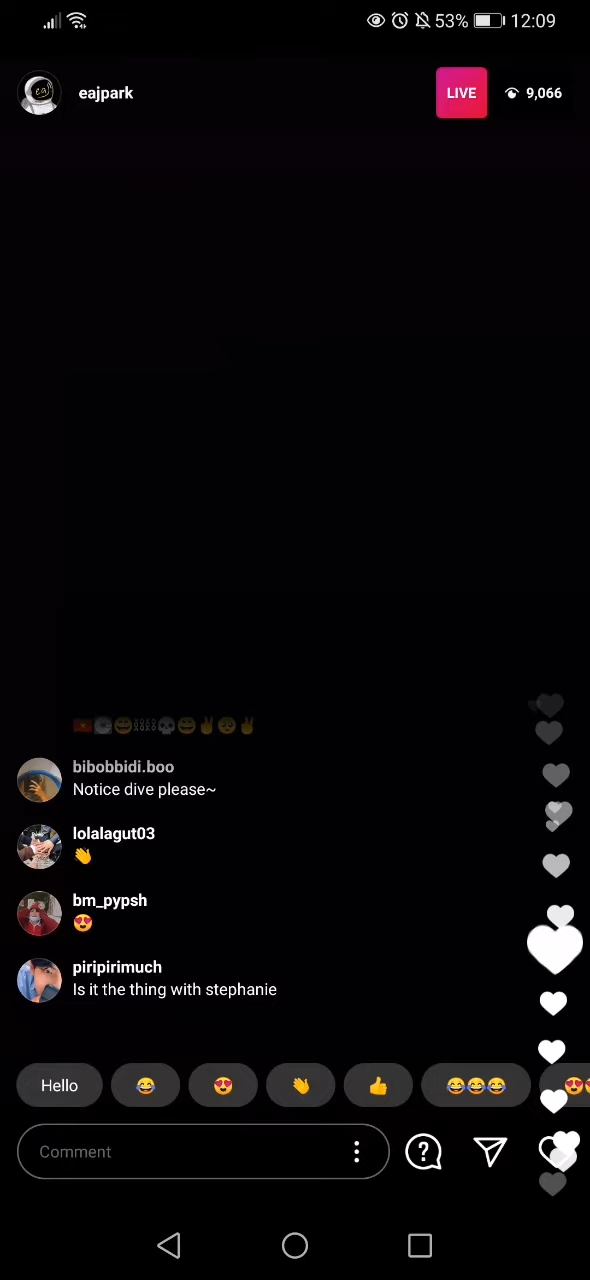 53% 12:09
eajpark
LIVE 9,066
bibobbidi.boo
Notice dive please~
lolalagut03
👋
bm_pypsh
😍
piripirimuch
Is it the thing with stephanie
Hello 😂 😍 👋 👍 😂😂😂
Comment